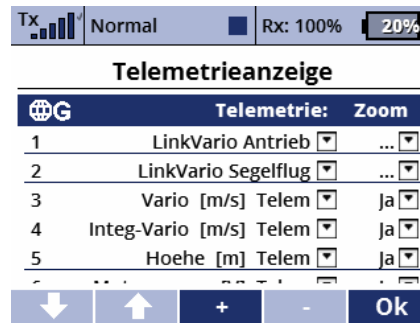 Tx Normal Rx: 100% 20%
Telemetrieanzeige
G Telemetrie: Zoom
1 LinkVario Antrieb ...
2 LinkVario Segelflug ...
3 Vario [m/s] Telem Ja
4 Integ-Vario [m/s] Telem Ja
5 Hoehe [m] Telem Ja
+ - Ok